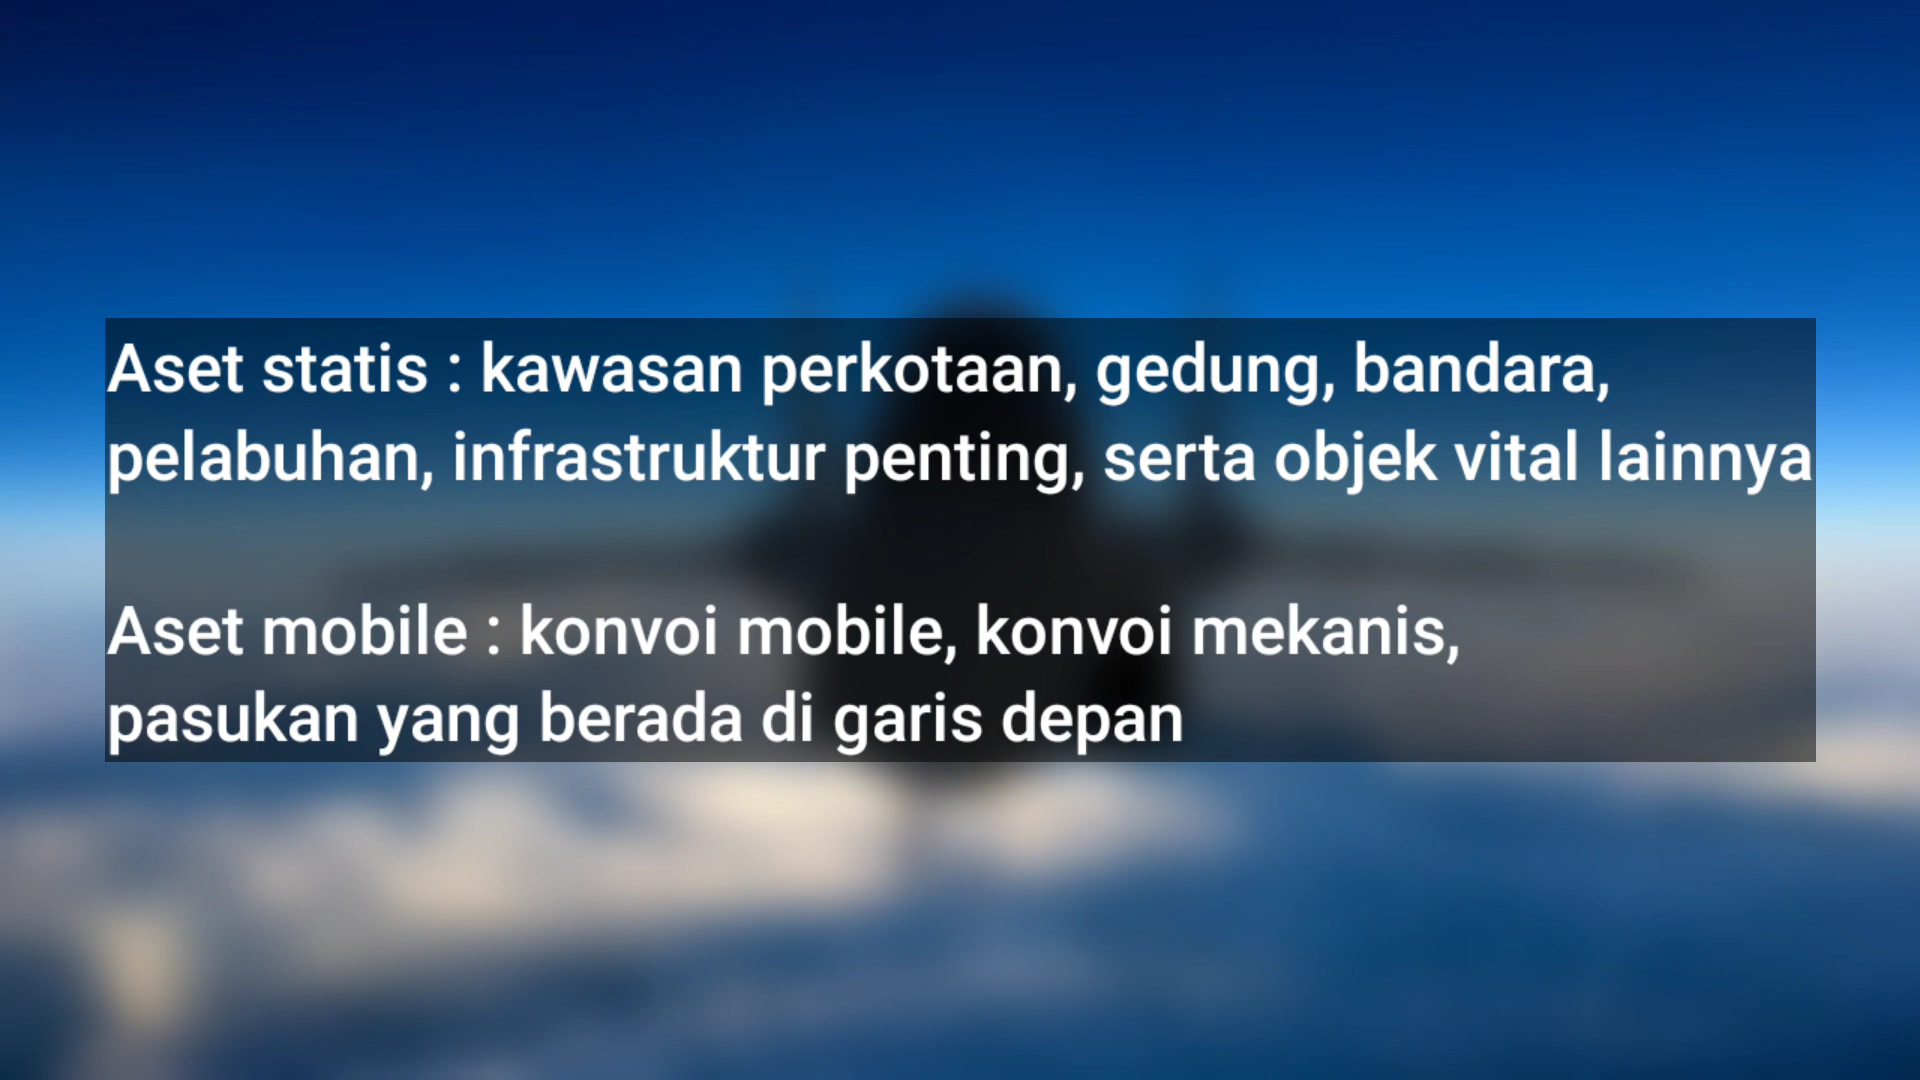 Aset statis : kawasan perkotaan, gedung, bandara,
pelabuhan, infrastruktur penting, serta objek vital lainnya
Aset mobile : konvoi mobile, konvoi mekanis,
pasukan yang berada di garis depan